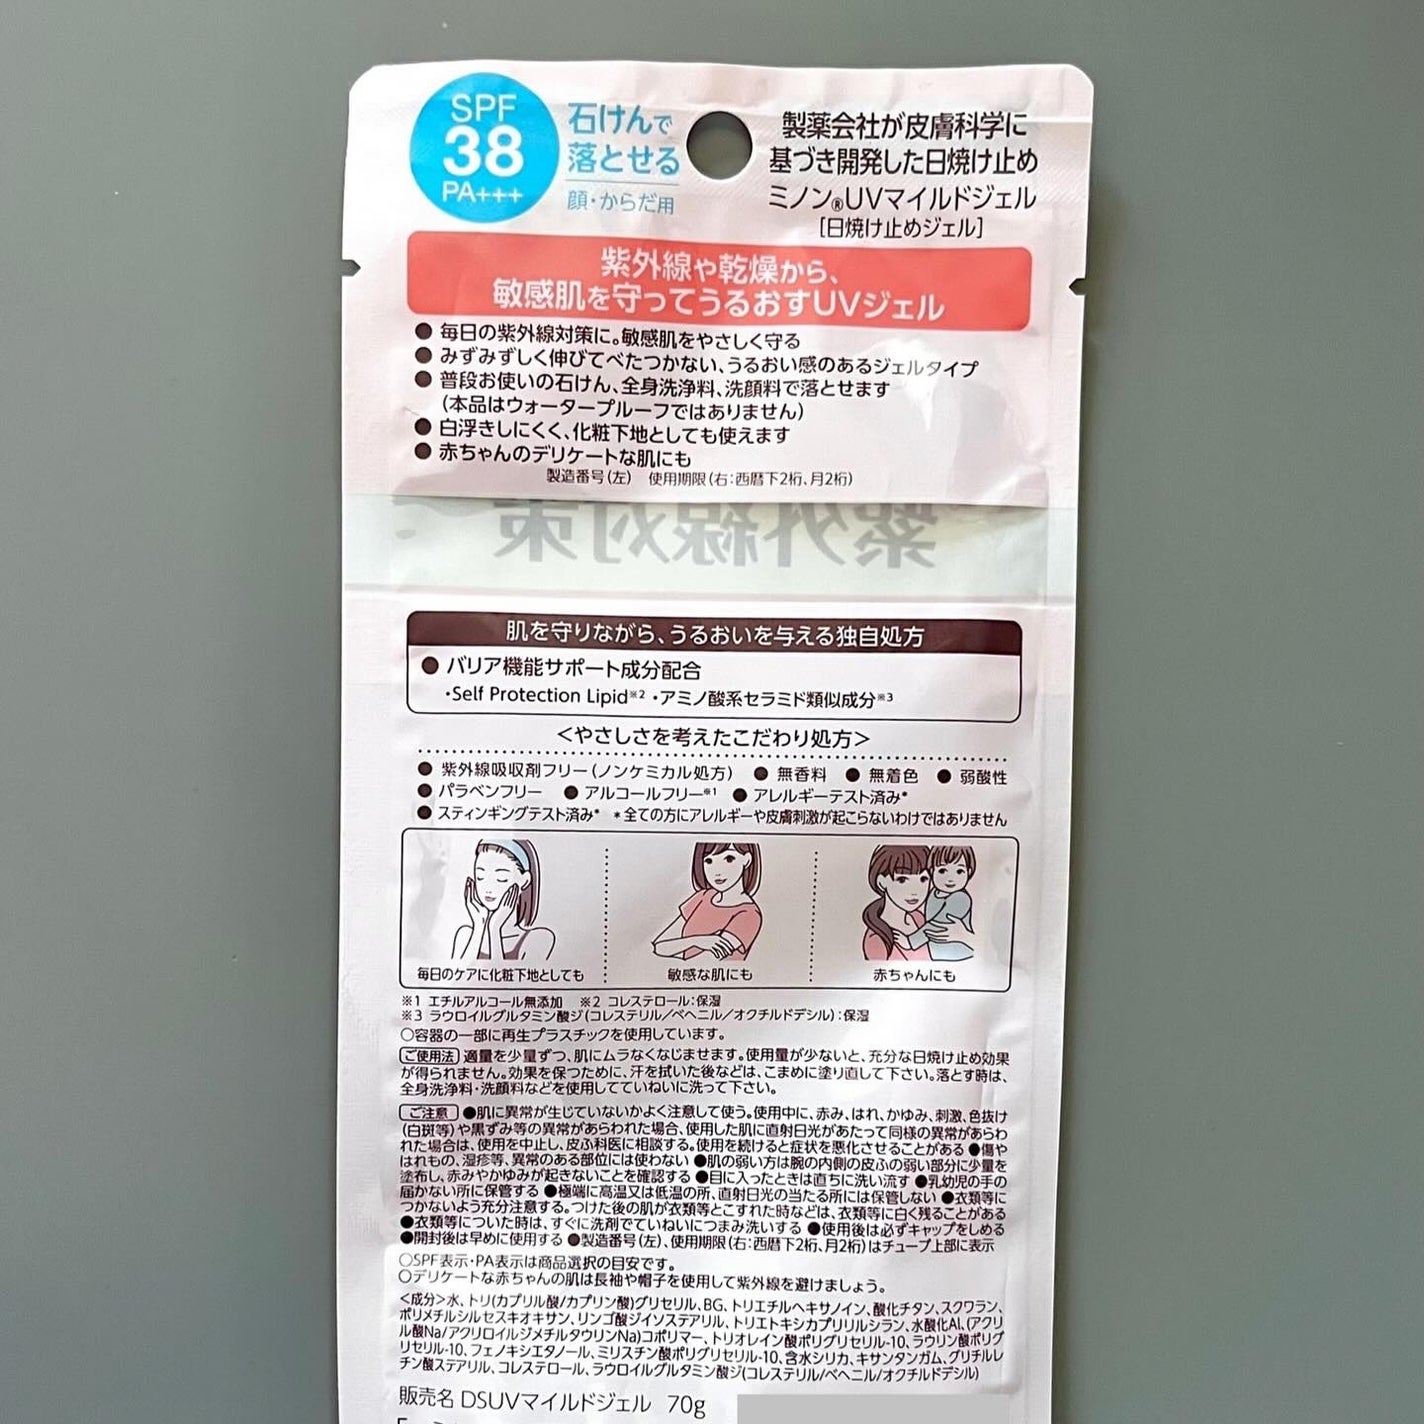 SPF
38
PA+++
石けんで
落とせる
顔・からだ用
製薬会社が皮膚科学に
基づき開発した日焼け止め
ミノン®UVマイルドジェル
[日焼け止めジェル]
紫外線や乾燥から、
敏感肌を守ってうるおすUVジェル
● 毎日の紫外線対策に。敏感肌をやさしく守る
● みずみずしく伸びてべたつかない、うるおい感のあるジェルタイプ
● 普段お使いの石けん、全身洗浄料、洗顔料で落とせます
(本品はウォータープルーフではありません)
● 白浮きしにくく、化粧下地としても使えます
● 赤ちゃんのデリケートな肌にも
製造番号(左) 使用期限(右:西暦下2桁、月2桁)
紫外線対策
肌を守りながら、うるおいを与える独自処方
● バリア機能サポート成分配合
・Self Protection Lipid※2 ・アミノ酸系セラミド類似成分※3
<やさしさを考えたこだわり処方>
● 紫外線吸収剤フリー(ノンケミカル処方) ● 無香料 ● 無着色 ● 弱酸性
● パラベンフリー ● アルコールフリー※1 ● アレルギーテスト済み*
● スティンギングテスト済み* *全ての方にアレルギーや皮膚刺激が起こらないわけではありません
毎日のケアに化粧下地としても
敏感な肌にも
赤ちゃんにも
※1 エチルアルコール無添加 ※2 コレステロール:保湿
※3 ラウロイルグルタミン酸ジ(コレステリル/ベヘニル/オクチルドデシル):保湿
○容器の一部に再生プラスチックを使用しています。
ご使用法 適量を少量ずつ、肌にムラなくなじませます。使用量が少ないと、充分な日焼け止め効果
が得られません。効果を保つために、汗を拭いた後などは、こまめに塗り直して下さい。落とす時は、
全身洗浄料・洗顔料などを使用してていねいに洗って下さい。
ご注意 ●肌に異常が生じていないかよく注意して使う。使用中に、赤み、はれ、かゆみ、刺激、色抜け
(白斑等)や黒ずみ等の異常があらわれた場合、使用した肌に直射日光があたって同様の異常があらわ
れた場合は、使用を中止し、皮ふ科医に相談する。使用を続けると症状を悪化させることがある ●傷や
はれもの、湿疹等、異常のある部位には使わない ●肌の弱い方は腕の内側の皮ふの弱い部分に少量を
塗布し、赤みやかゆみが起きないことを確認する ●目に入ったときは直ちに洗い流す ●乳幼児の手の
届かない所に保管する ●極端に高温又は低温の所、直射日光の当たる所には保管しない ●衣類等に
つかないよう充分注意する。つけた後の肌が衣類等とこすれた時などは、衣類等に白く残ることがある
●衣類等についた時は、すぐに洗剤でていねいにつまみ洗いする ●使用後は必ずキャップをしめる
●開封後は早めに使用する ●製造番号(左)、使用期限(右:西暦下2桁、月2桁)はチューブ上部に表示
○SPF表示・PA表示は商品選択の目安です。
○デリケートな赤ちゃんの肌は長袖や帽子を使用して紫外線を避けましょう。
<成分>水、トリ(カプリル酸/カプリン酸)グリセリル、BG、トリエチルヘキサノイン、酸化チタン、スクワラン、
ポリメチルシルセスキオキサン、リンゴ酸ジイソステアリル、トリエトキシカプリリルシラン、水酸化Al、(アクリ
ル酸Na/アクリロイルジメチルタウリンNa)コポリマー、トリオレイン酸ポリグリセリル-10、ラウリン酸ポリグ
リセリル-10、フェノキシエタノール、ミリスチン酸ポリグリセリル-10、含水シリカ、キサンタンガム、グリチルレ
チン酸ステアリル、コレステロール、ラウロイルグルタミン酸ジ(コレステリル/ベヘニル/オクチルドデシル)
販売名 DSUVマイルドジェル 70g